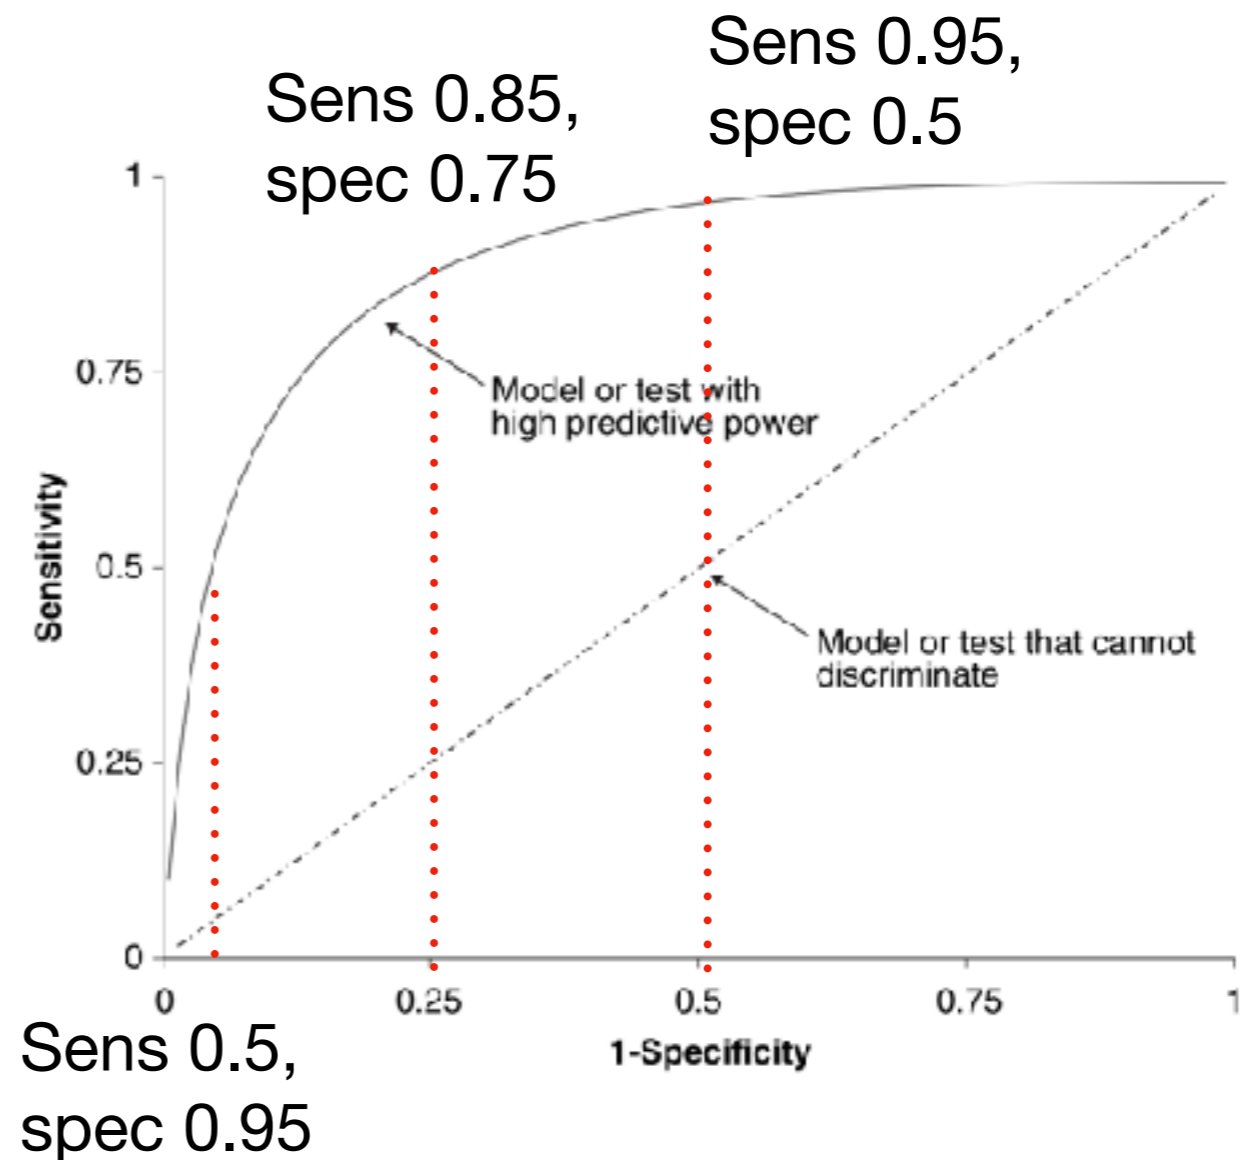 Sens 0.95,
spec 0.5
Sens 0.85,
spec 0.75
1
0.75
0.5
0.25
0
Sensitivity
Model or test with
high predictive power
Model or test that cannot
discriminate
0
0.25
0.5
0.75
1
1-Specificity
Sens 0.5,
spec 0.95